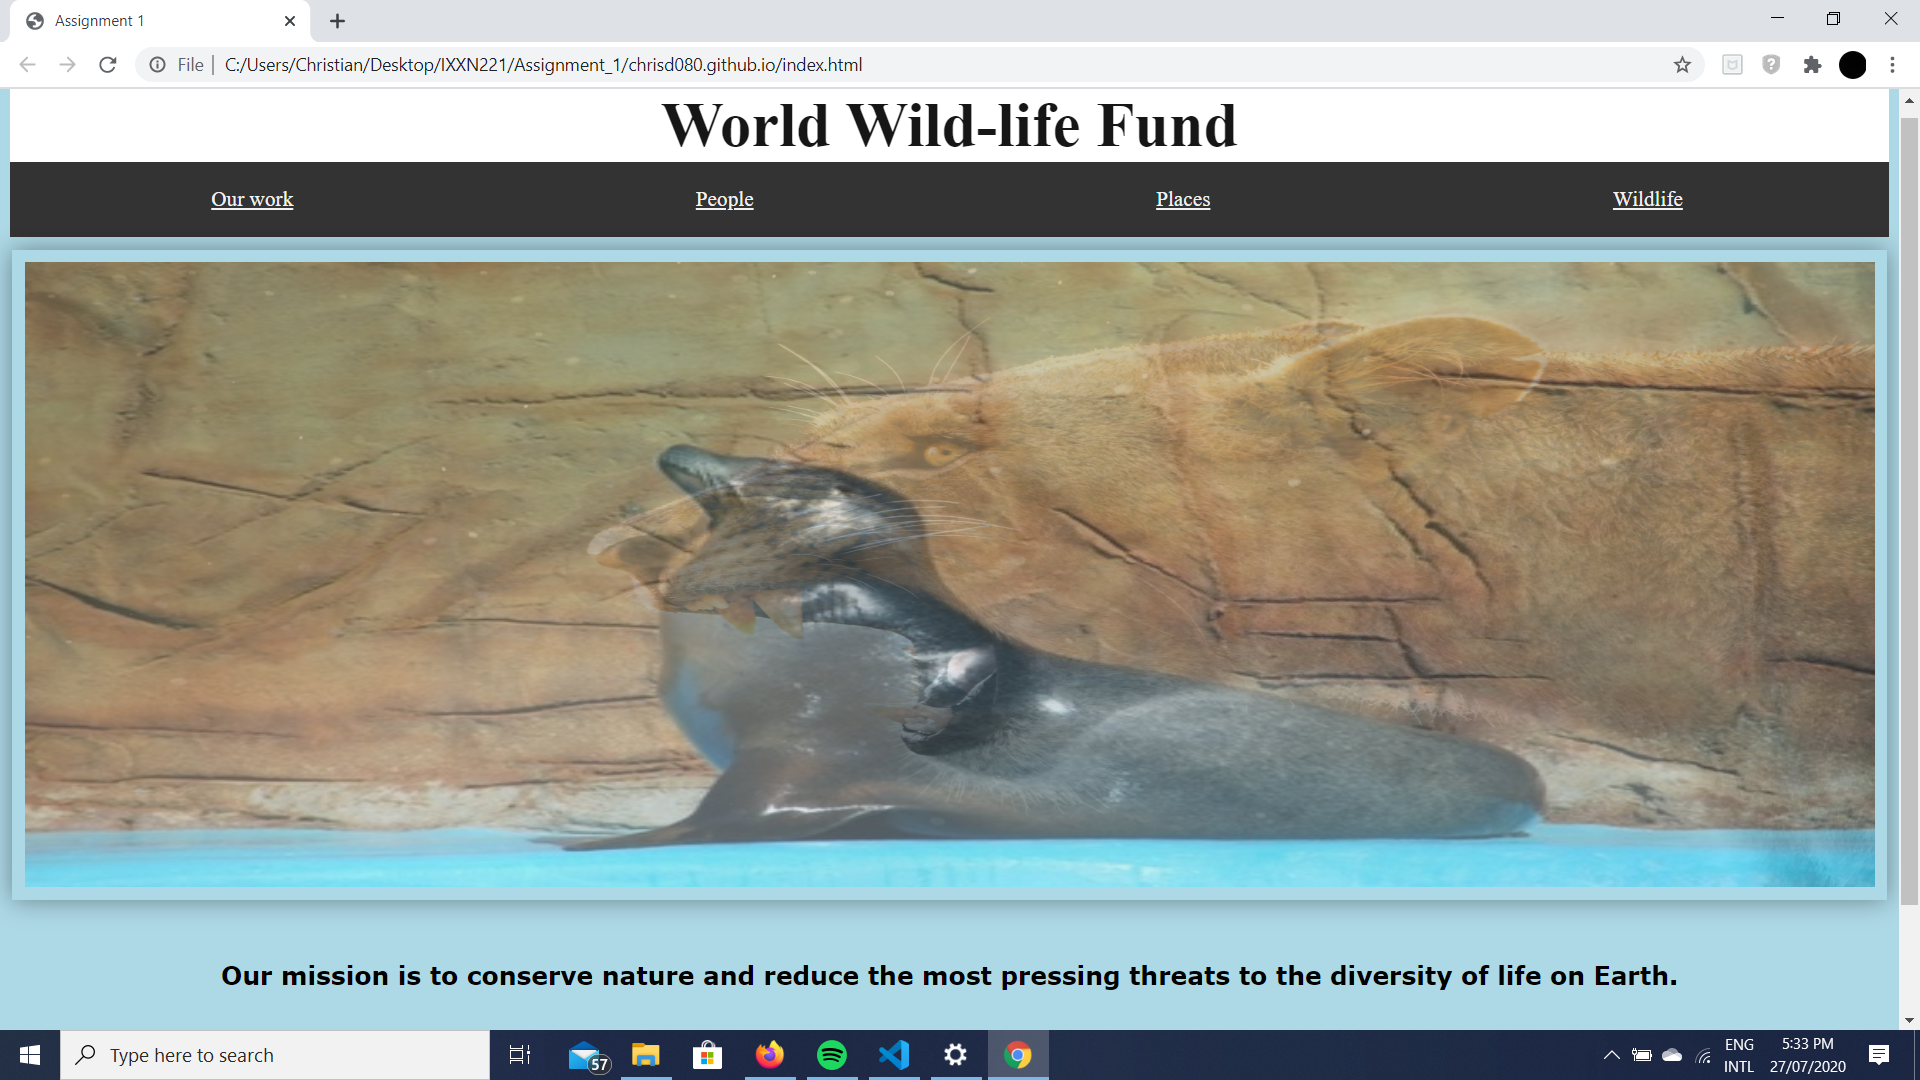 Assignment 1
File
C:/Users/Christian/Desktop/IXXN221/Assignment_1/chrisd080.github.io/index.html
World Wild-life Fund
Our work People Places Wildlife
Our mission is to conserve nature and reduce the most pressing threats to the diversity of life on Earth.
Type here to search
57
ENG
INTL
5:33 PM
27/07/2020